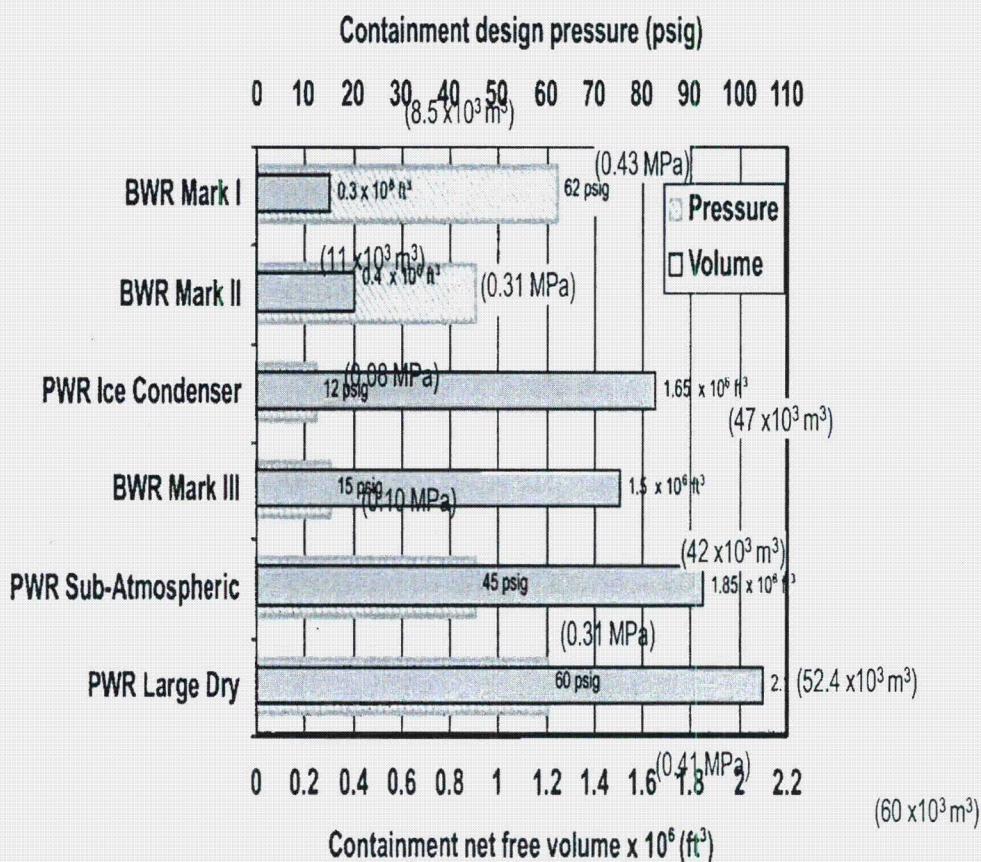 Containment design pressure (psig)
0 10 20 30 40 50 60 70 80 90 100 110
(8.5 x10³ m³)
(0.43 MPa)
BWR Mark I
0.3 x 10⁶ ft³
62 psig
Pressure
Volume
(11 x10³ m³)
BWR Mark II
0.4 x 10⁶ ft³
(0.31 MPa)
PWR Ice Condenser
(0.08 MPa)
12 psig
1.65 x 10⁶ ft³
(47 x10³ m³)
BWR Mark III
15 psig
1.5 x 10⁶ ft³
(0.10 MPa)
(42 x10³ m³)
PWR Sub-Atmospheric
45 psig
1.85 x 10⁶ ft³
(0.31 MPa)
PWR Large Dry
60 psig
2.
(52.4 x10³ m³)
(0.41 MPa)
0 0.2 0.4 0.6 0.8 1 1.2 1.4 1.6 1.8 2 2.2
(60 x10³ m³)
Containment net free volume x 10⁶ (ft³)